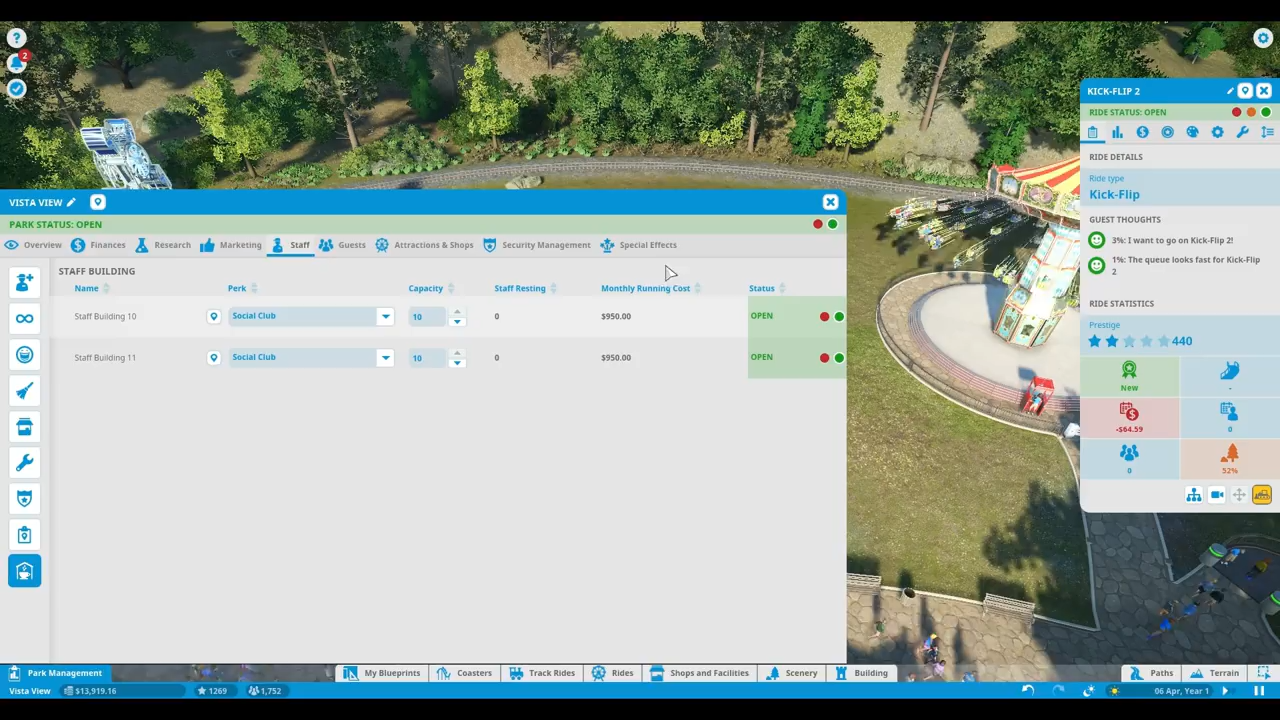 ?
2
KICK-FLIP 2
RIDE STATUS: OPEN
RIDE DETAILS
Ride type
Kick-Flip
GUEST THOUGHTS
3%: I want to go on Kick-Flip 2!
1%: The queue looks fast for Kick-Flip
2
RIDE STATISTICS
Prestige
440
New
-
-$64.59
0
0
52%
VISTA VIEW
PARK STATUS: OPEN
Overview Finances Research Marketing Staff Guests Attractions & Shops Security Management Special Effects
STAFF BUILDING
Name Perk Capacity Staff Resting Monthly Running Cost Status
Staff Building 10 Social Club 10 0 $950.00 OPEN
Staff Building 11 Social Club 10 0 $950.00 OPEN
Park Management My Blueprints Coasters Track Rides Rides Shops and Facilities Scenery Building Paths Terrain
Vista View $13,919.16 1269 1,752 06 Apr, Year 1